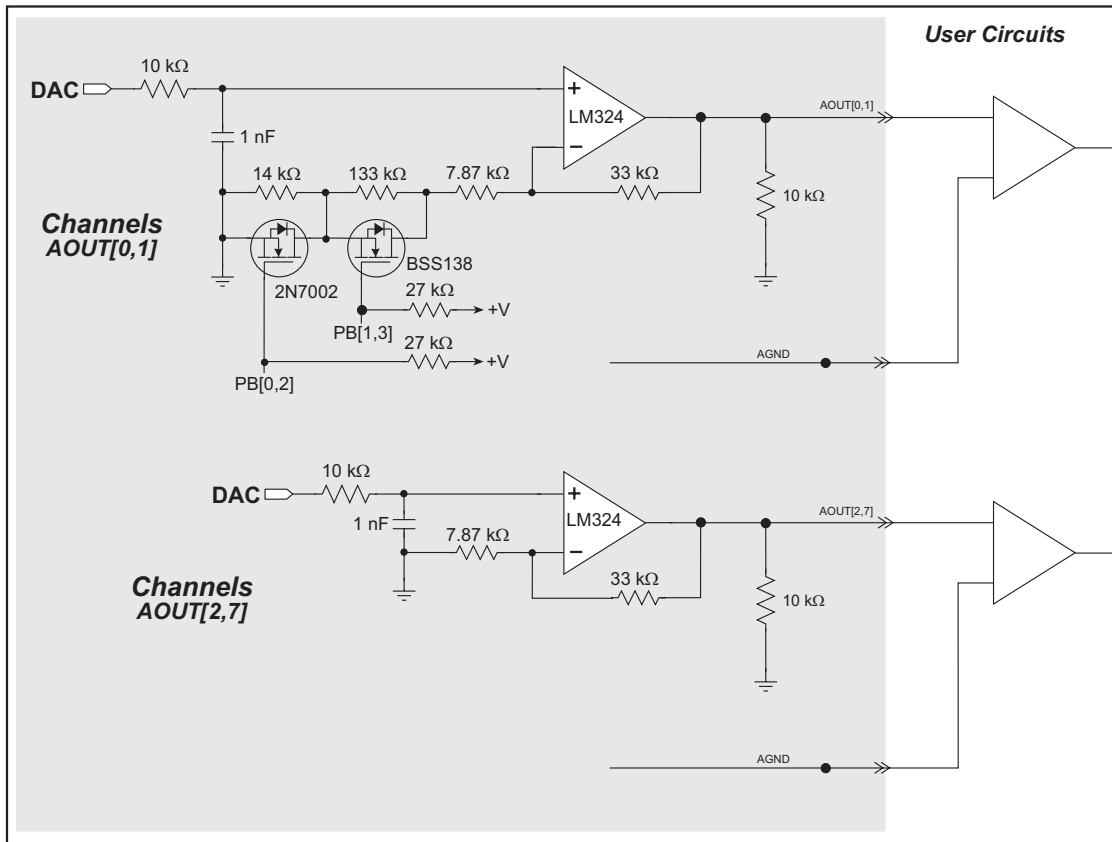 User Circuits
10 kΩ
DAC
+
LM324
−
AOUT[0,1]
1 nF
14 kΩ
133 kΩ
7.87 kΩ
33 kΩ
10 kΩ
Channels
AOUT[0,1]
BSS138
2N7002
27 kΩ
+V
PB[1,3]
27 kΩ
+V
PB[0,2]
AGND
10 kΩ
DAC
+
LM324
−
AOUT[2,7]
1 nF
7.87 kΩ
33 kΩ
10 kΩ
Channels
AOUT[2,7]
AGND